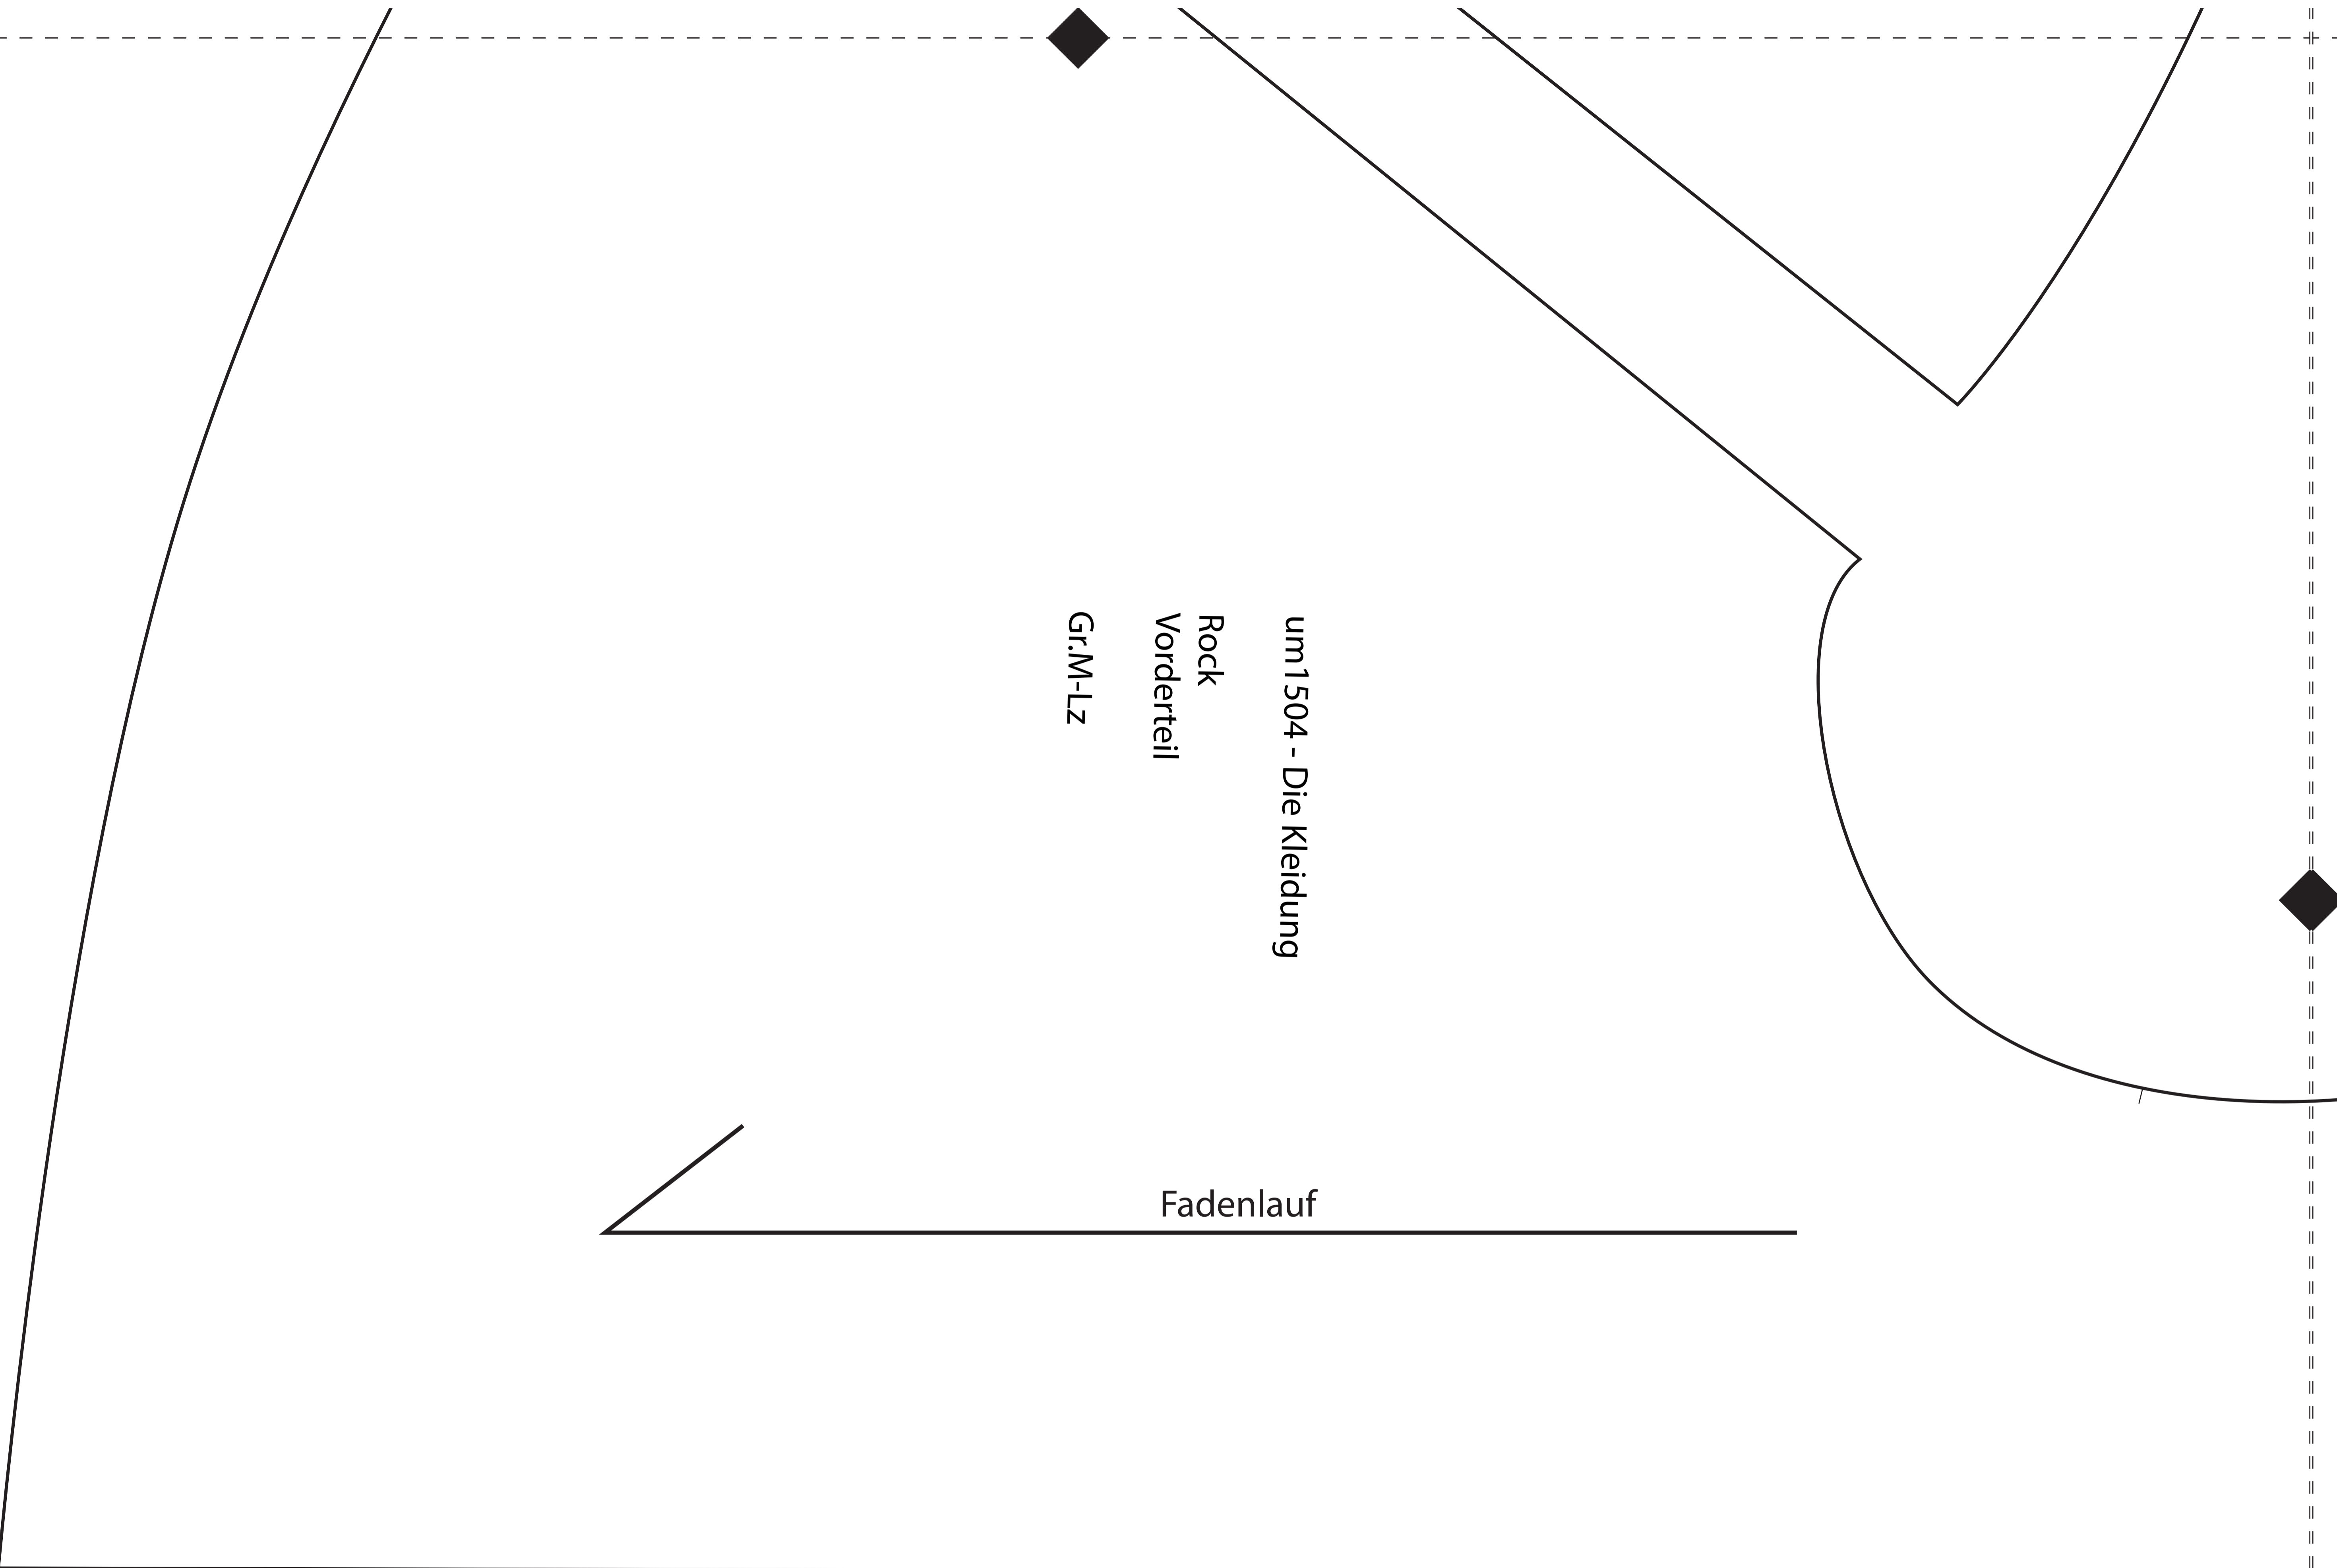 um1504 - Die Kleidung
Rock
Vorderteil
Gr.M-Lz
Fadenlauf